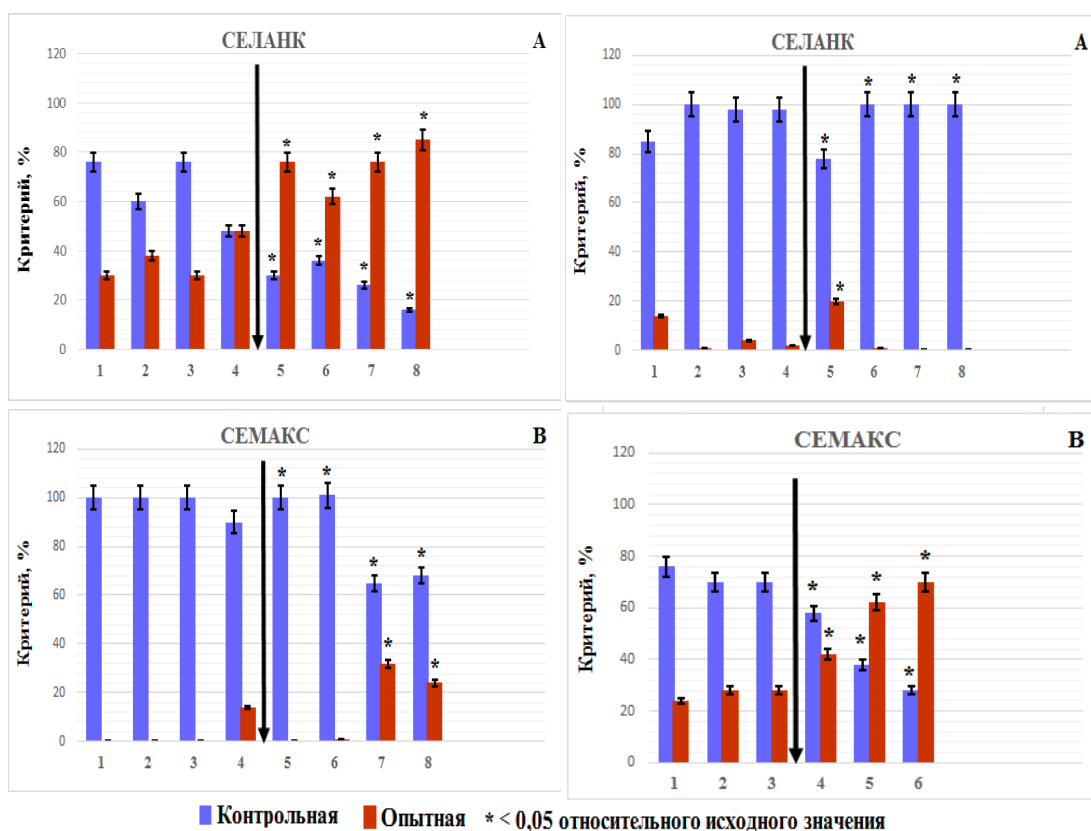 СЕЛАНК
A
Критерий, %
120
100
80
60
40
20
0
1 2 3 4 5 6 7 8
* * * * * * * *
СЕЛАНК
A
Критерий, %
120
100
80
60
40
20
0
1 2 3 4 5 6 7 8
* * * * *
СЕМАКС
B
Критерий, %
120
100
80
60
40
20
0
1 2 3 4 5 6 7 8
* * * * * *
СЕМАКС
B
Критерий, %
120
100
80
60
40
20
0
1 2 3 4 5 6
* * * * * *
Контрольная Опытная * < 0,05 относительного исходного значения